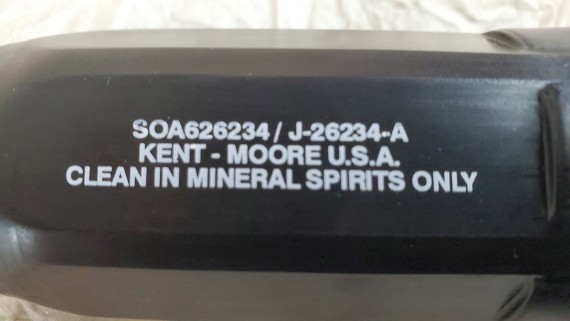 SOA626234 / J-26234-A
KENT - MOORE U.S.A.
CLEAN IN MINERAL SPIRITS ONLY